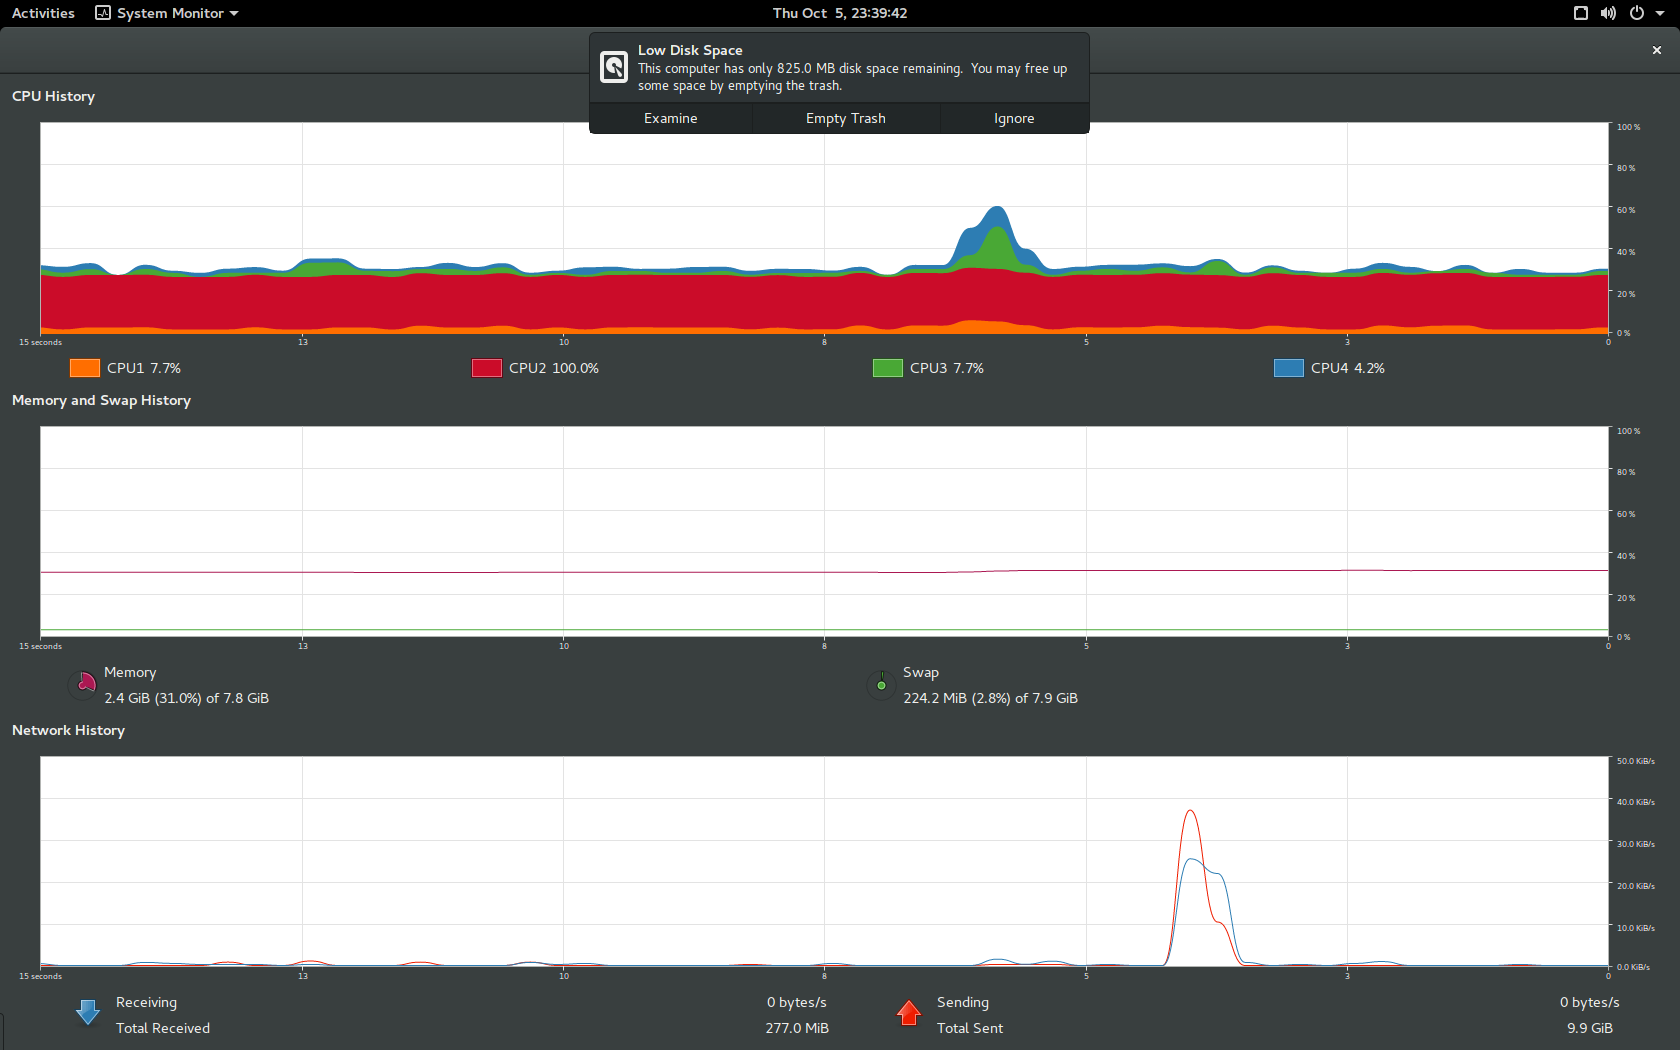 Activities System Monitor Thu Oct  5, 23:39:42
Low Disk Space
This computer has only 825.0 MB disk space remaining.  You may free up
some space by emptying the trash.
Examine Empty Trash Ignore
CPU History
100 %
80 %
60 %
40 %
20 %
0 %
15 seconds 13 10 8 5 3 0
CPU1 7.7% CPU2 100.0% CPU3 7.7% CPU4 4.2%
Memory and Swap History
100 %
80 %
60 %
40 %
20 %
0 %
15 seconds 13 10 8 5 3 0
Memory Swap
2.4 GiB (31.0%) of 7.8 GiB 224.2 MiB (2.8%) of 7.9 GiB
Network History
50.0 KiB/s
40.0 KiB/s
30.0 KiB/s
20.0 KiB/s
10.0 KiB/s
0.0 KiB/s
15 seconds 13 10 8 5 3 0
Receiving 0 bytes/s Sending 0 bytes/s
Total Received 277.0 MiB Total Sent 9.9 GiB